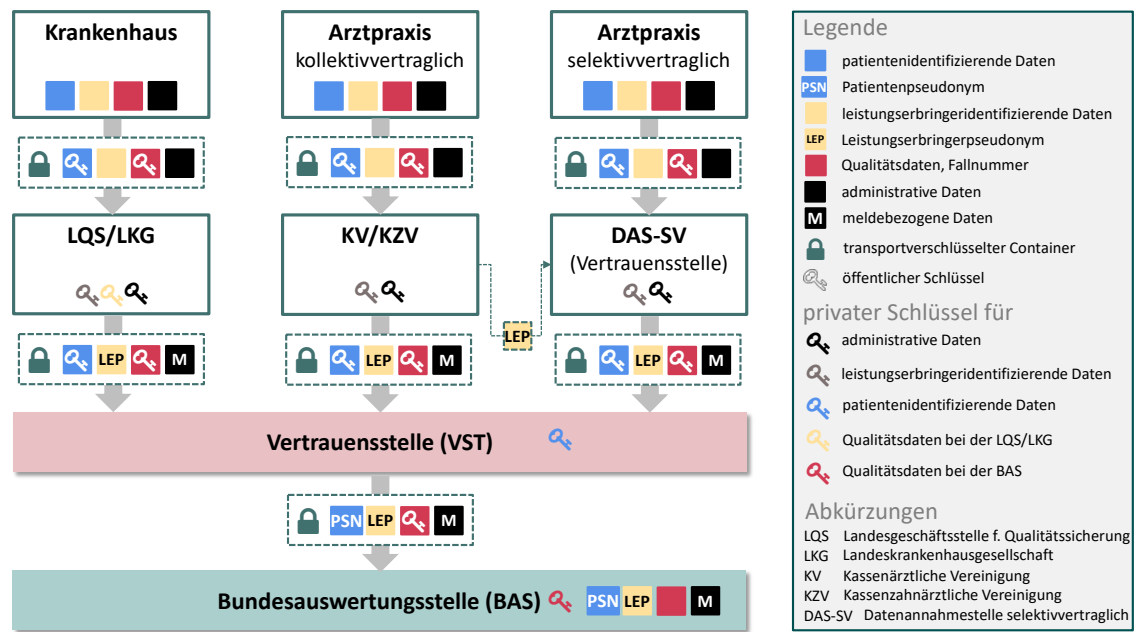 Krankenhaus
Arztpraxis
kollektivvertraglich
Arztpraxis
selektivvertraglich
LQS/LKG
KV/KZV
DAS-SV
(Vertrauensstelle)
LEP
LEP
M
LEP
M
LEP
M
Vertrauensstelle (VST)
PSN
LEP
M
Bundesauswertungsstelle (BAS)
PSN
LEP
M
Legende
patientenidentifizierende Daten
PSN Patientenpseudonym
leistungserbringeridentifizierende Daten
LEP Leistungserbringerpseudonym
Qualitätsdaten, Fallnummer
administrative Daten
M meldebezogene Daten
transportverschlüsselter Container
öffentlicher Schlüssel
privater Schlüssel für
administrative Daten
leistungserbringeridentifizierende Daten
patientenidentifizierende Daten
Qualitätsdaten bei der LQS/LKG
Qualitätsdaten bei der BAS
Abkürzungen
LQS Landesgeschäftsstelle f. Qualitätssicherung
LKG Landeskrankenhausgesellschaft
KV Kassenärztliche Vereinigung
KZV Kassenzahnärztliche Vereinigung
DAS-SV Datenannahmestelle selektivvertraglich